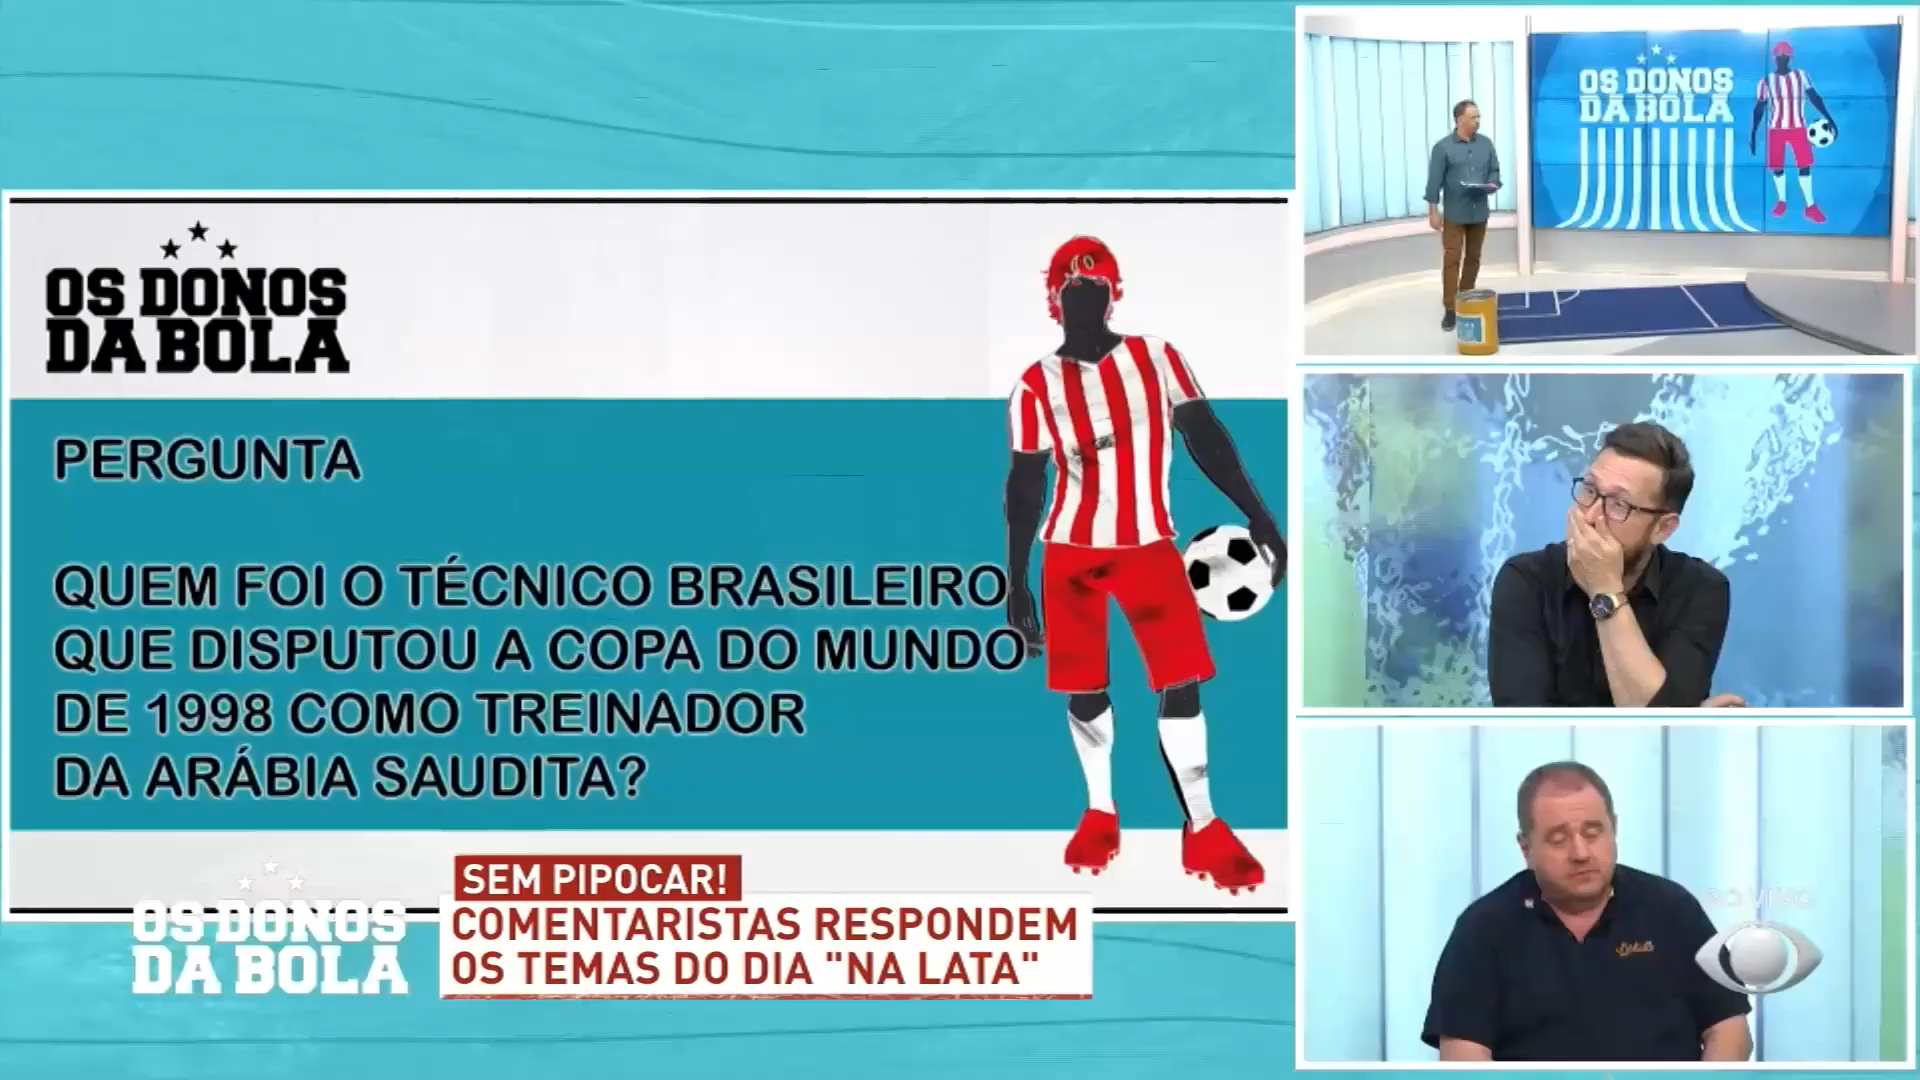 OS DONOS
DA BOLA
PERGUNTA
QUEM FOI O TÉCNICO BRASILEIRO
QUE DISPUTOU A COPA DO MUNDO
DE 1998 COMO TREINADOR
DA ARÁBIA SAUDITA?
SEM PIPOCAR!
COMENTARISTAS RESPONDEM
OS TEMAS DO DIA "NA LATA"
OS DONOS
DA BOLA
OS DONOS
DA BOLA
AO VIVO